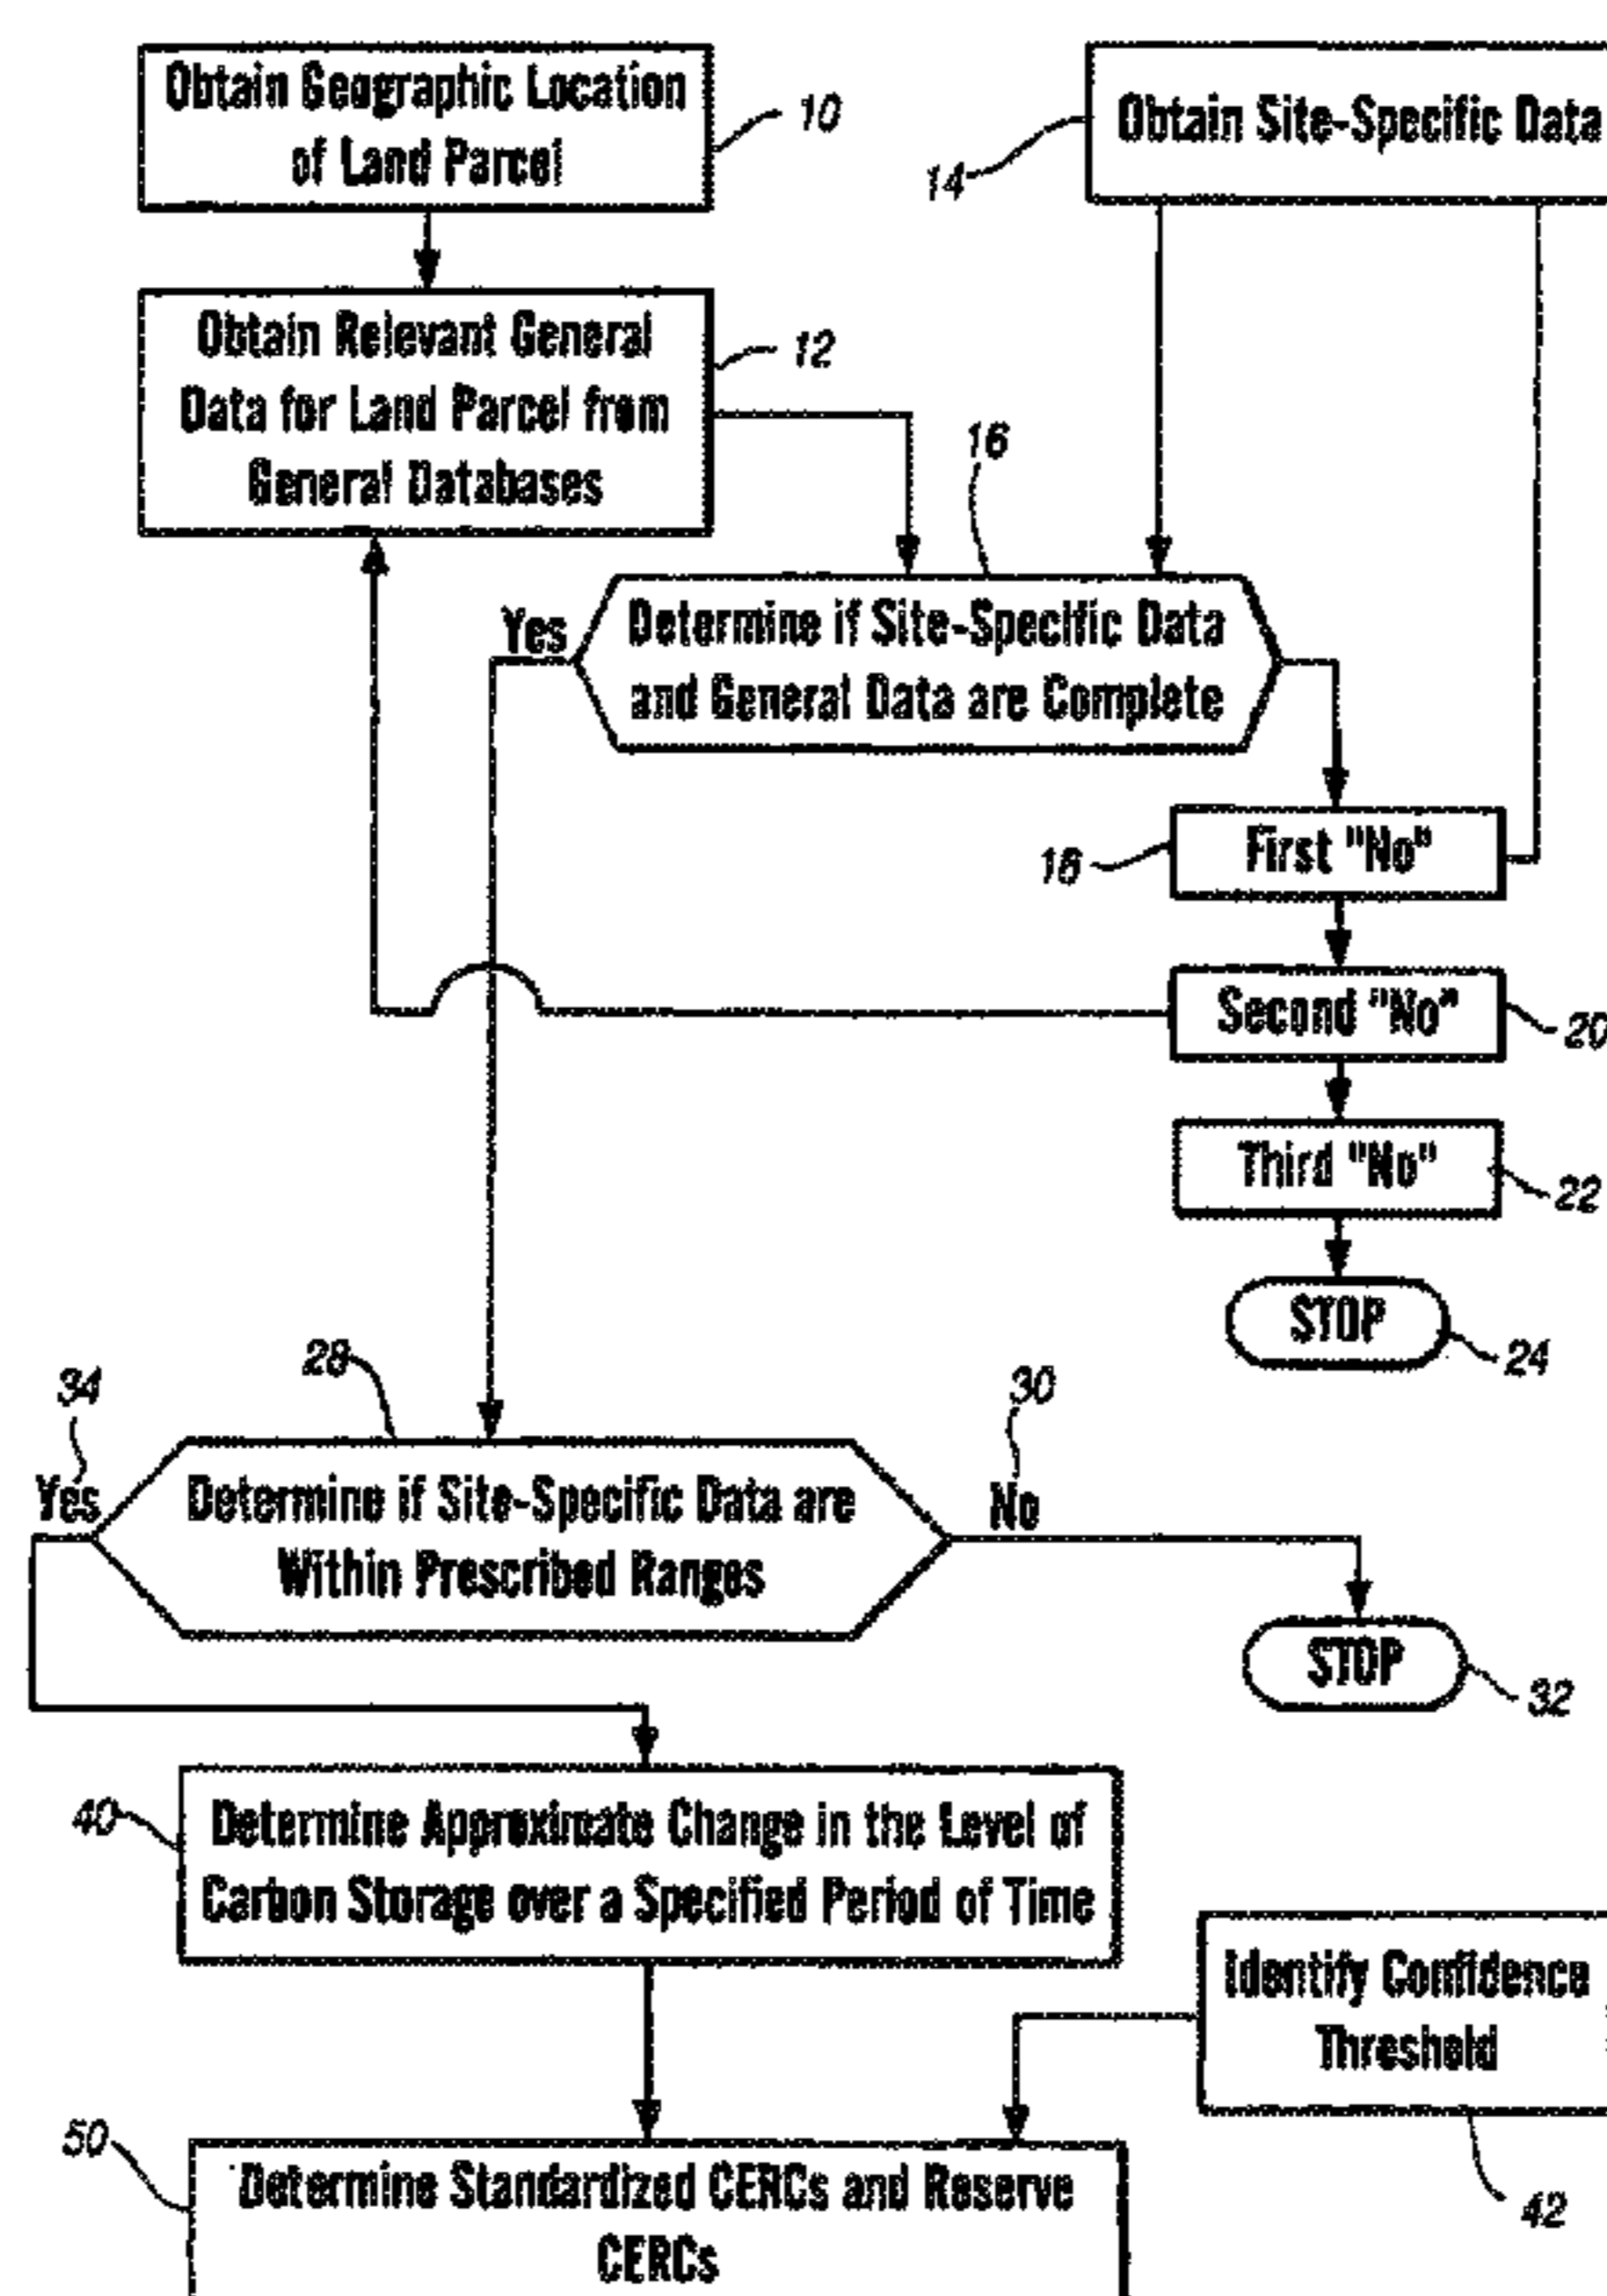 Obtain Geographic Location
of Land Parcel
10
Obtain Site-Specific Data
14
Obtain Relevant General
Data for Land Parcel from
General Databases
12
16
Yes
Determine if Site-Specific Data
and General Data are Complete
First "No"
18
Second "No"
20
Third "No"
22
STOP
24
28
34
Yes
30
No
Determine if Site-Specific Data are
Within Prescribed Ranges
STOP
32
40
Determine Approximate Change in the Level of
Carbon Storage over a Specified Period of Time
Identify Confidence
Threshold
42
50
Determine Standardized CERCs and Reserve
CERCs